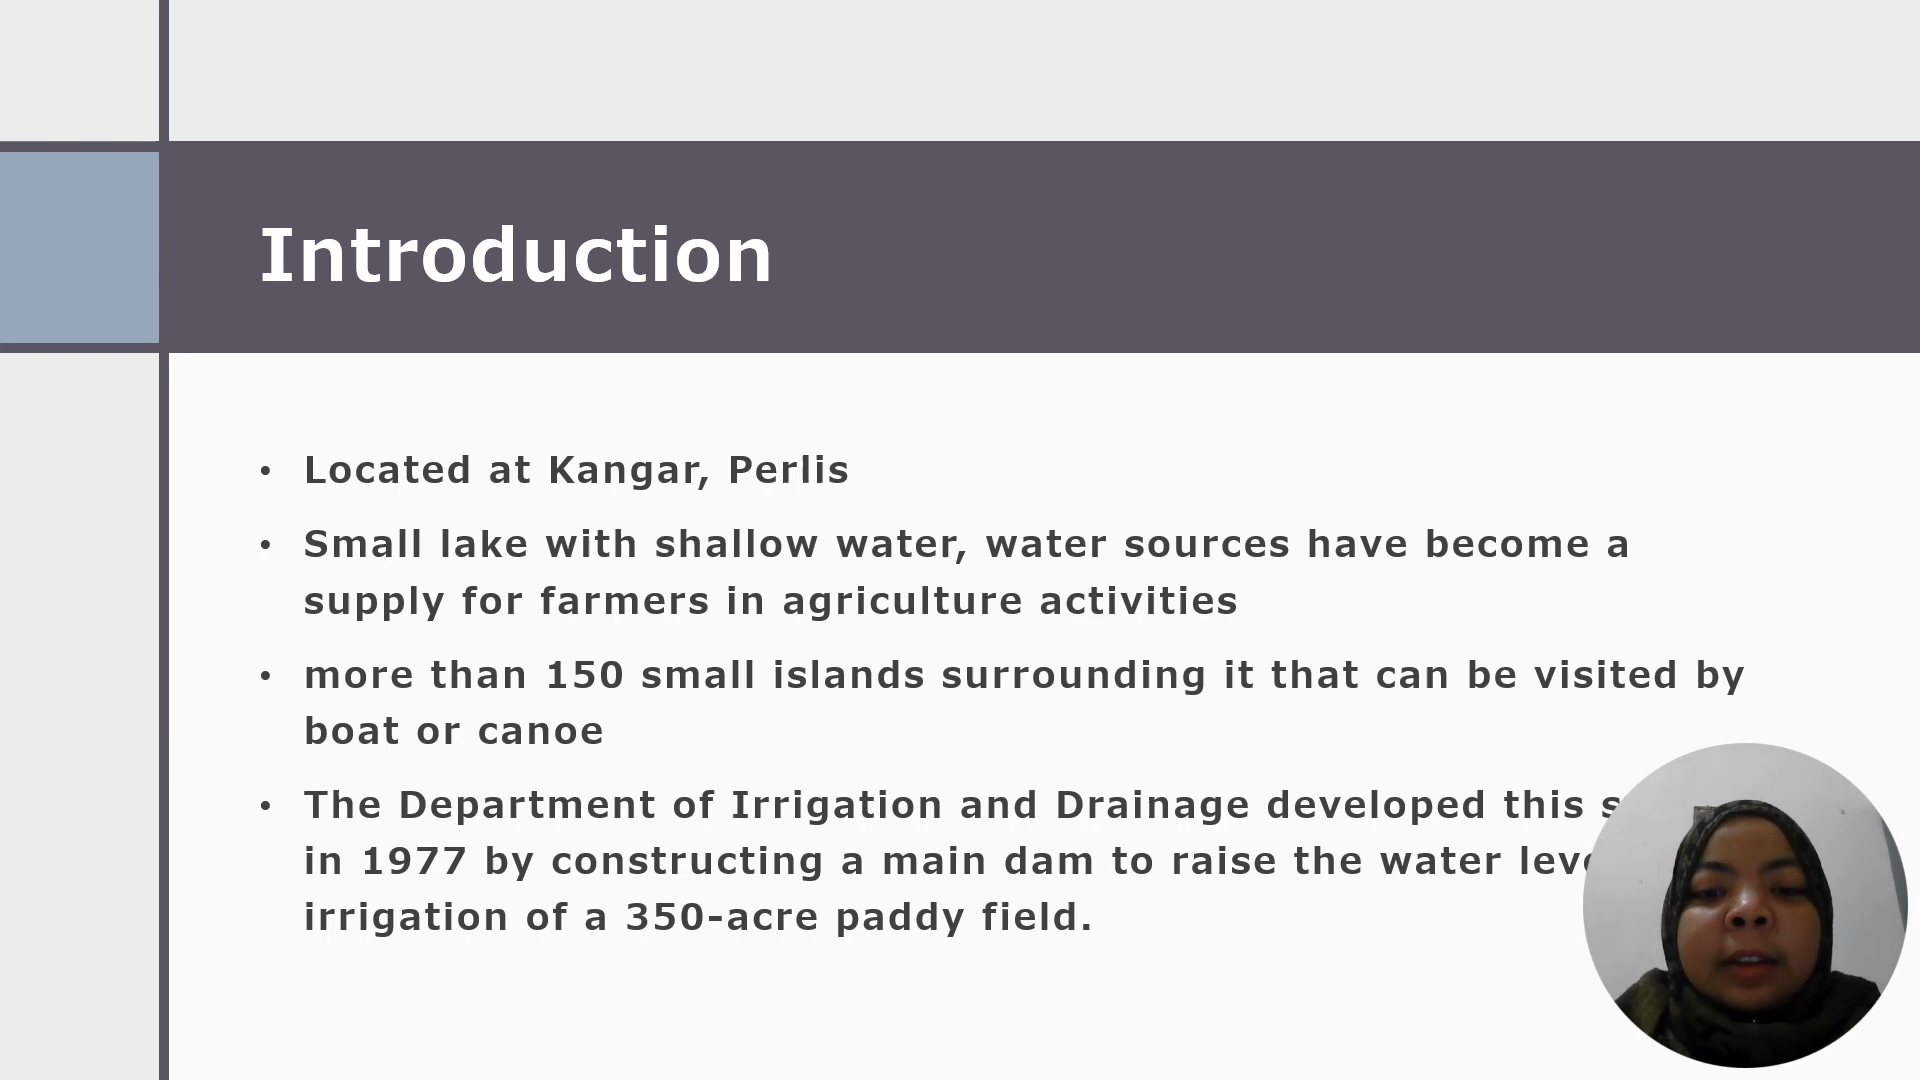 Introduction
• Located at Kangar, Perlis
• Small lake with shallow water, water sources have become a
supply for farmers in agriculture activities
• more than 150 small islands surrounding it that can be visited by
boat or canoe
• The Department of Irrigation and Drainage developed this
in 1977 by constructing a main dam to raise the water
irrigation of a 350-acre paddy field.